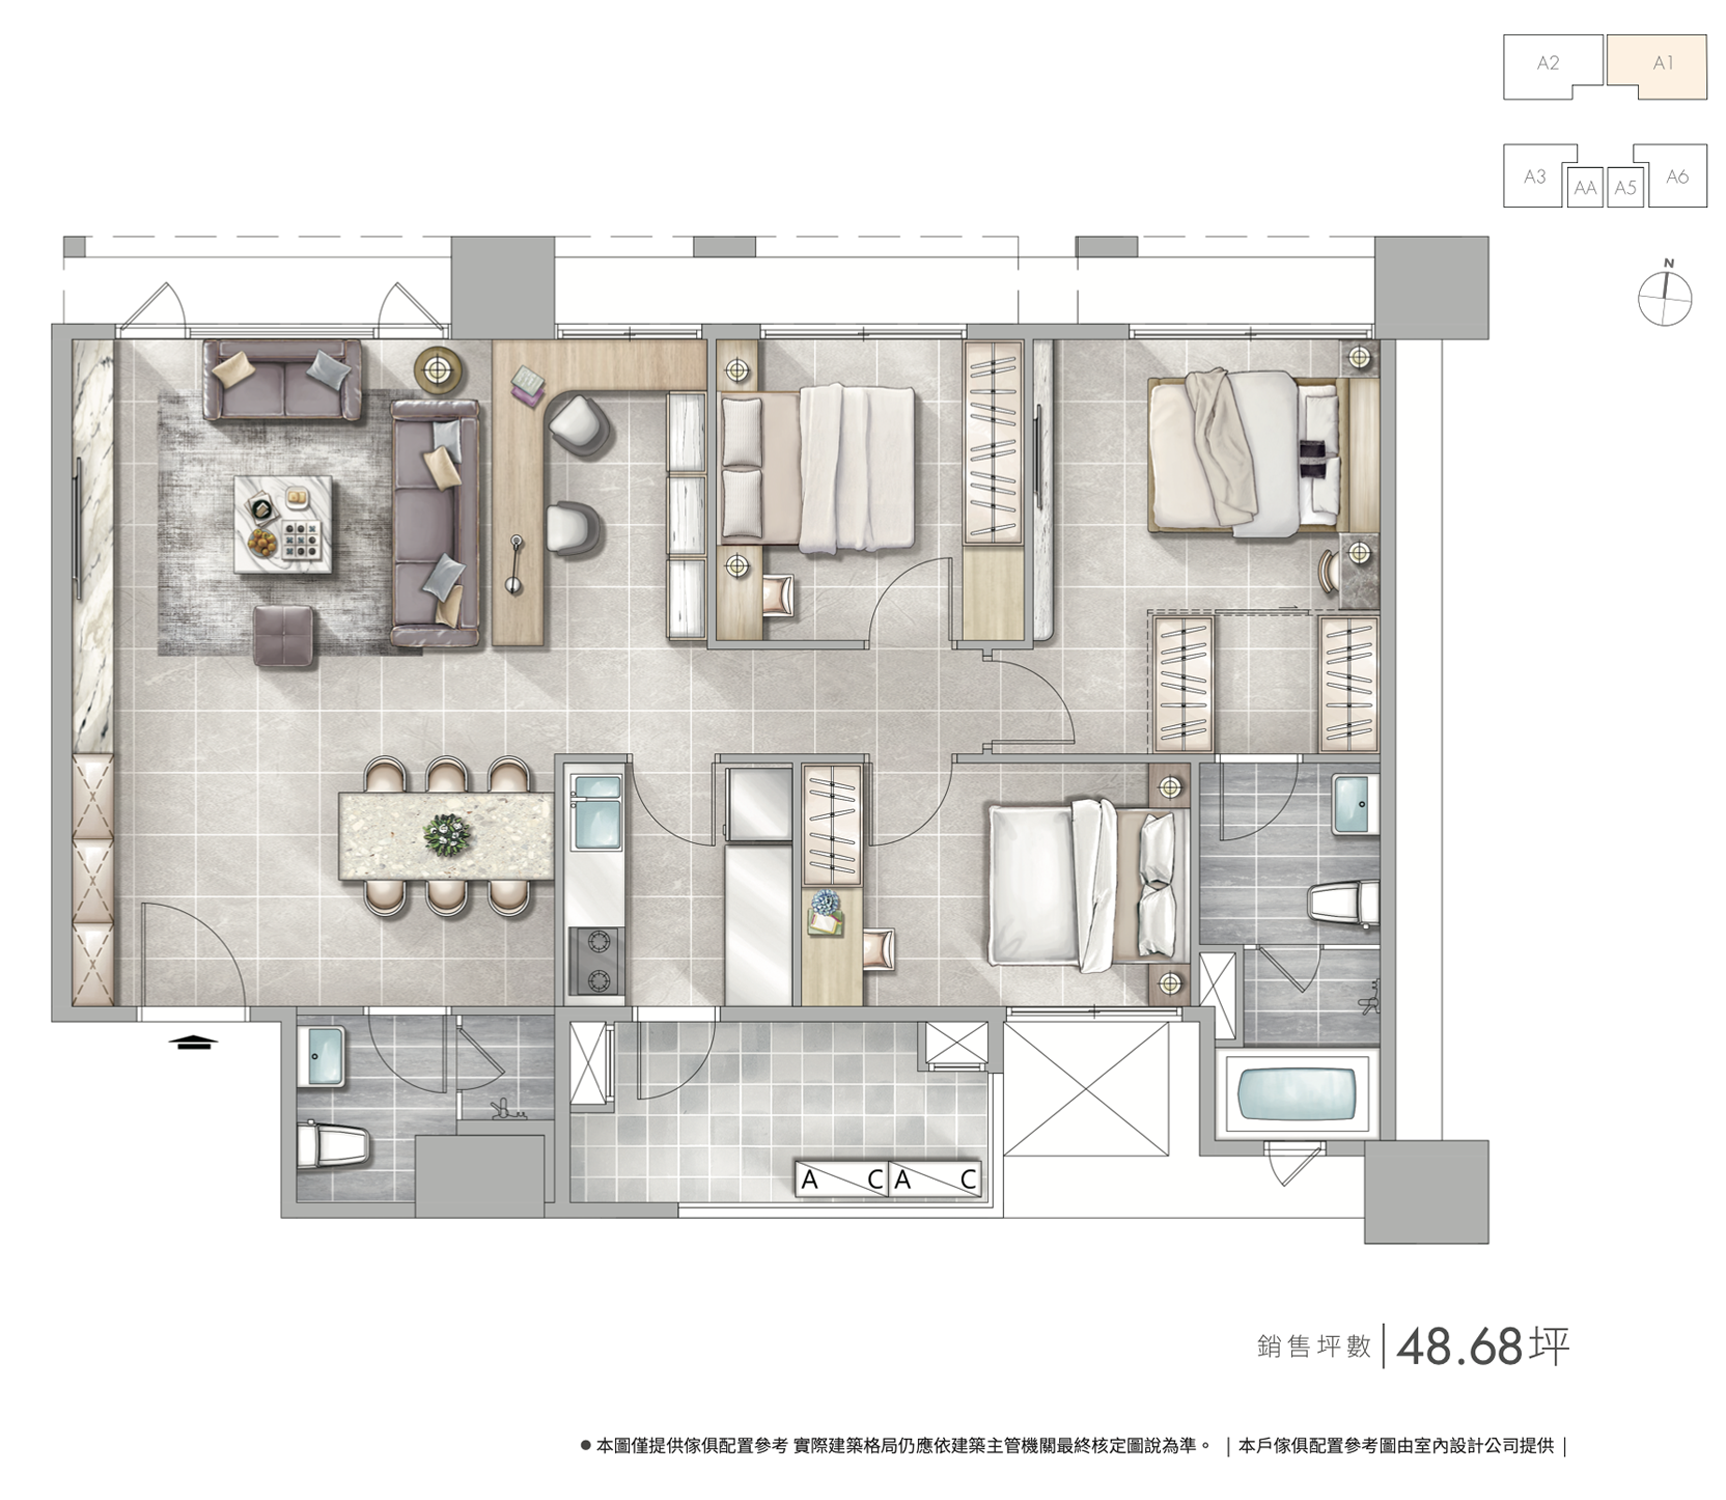 A2
A1
A3
AA
A5
A6
N
A C A C
銷售坪數 | 48.68坪
● 本圖僅提供傢俱配置參考 實際建築格局仍應依建築主管機關最終核定圖說為準。 | 本戶傢俱配置參考圖由室內設計公司提供 |